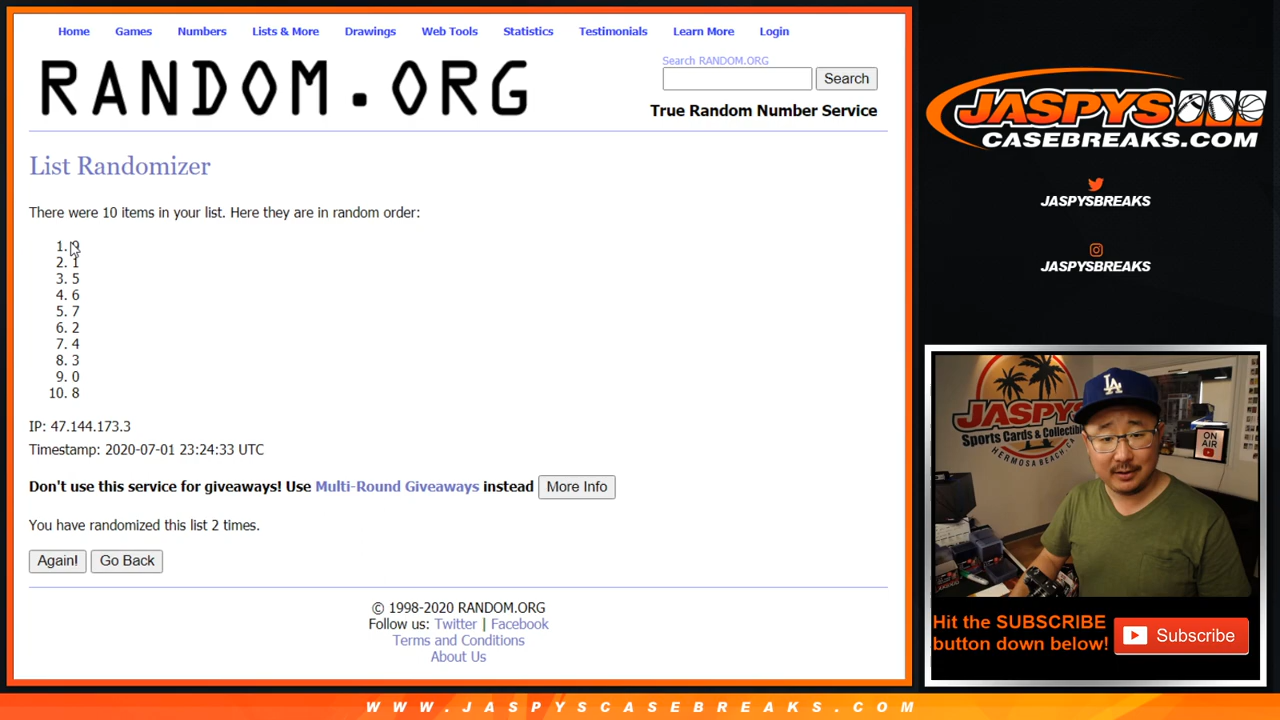 Home Games Numbers Lists & More Drawings Web Tools Statistics Testimonials Learn More Login
RANDOM.ORG
Search RANDOM.ORG
Search
True Random Number Service
List Randomizer
There were 10 items in your list. Here they are in random order:
1. 9
2. 1
3. 5
4. 6
5. 7
6. 2
7. 4
8. 3
9. 0
10. 8
IP: 47.144.173.3
Timestamp: 2020-07-01 23:24:33 UTC
Don't use this service for giveaways! Use Multi-Round Giveaways instead More Info
You have randomized this list 2 times.
Again! Go Back
© 1998-2020 RANDOM.ORG
Follow us: Twitter | Facebook
Terms and Conditions
About Us
JASPYS
CASEBREAKS.COM
JASPYSBREAKS
JASPYSBREAKS
JASPYS
Sports Cards & Collectibl
HERMOSA BEACH, CA
LA
ON AIR
Hit the SUBSCRIBE
button down below!
Subscribe
WWW.JASPYSCASEBREAKS.COM